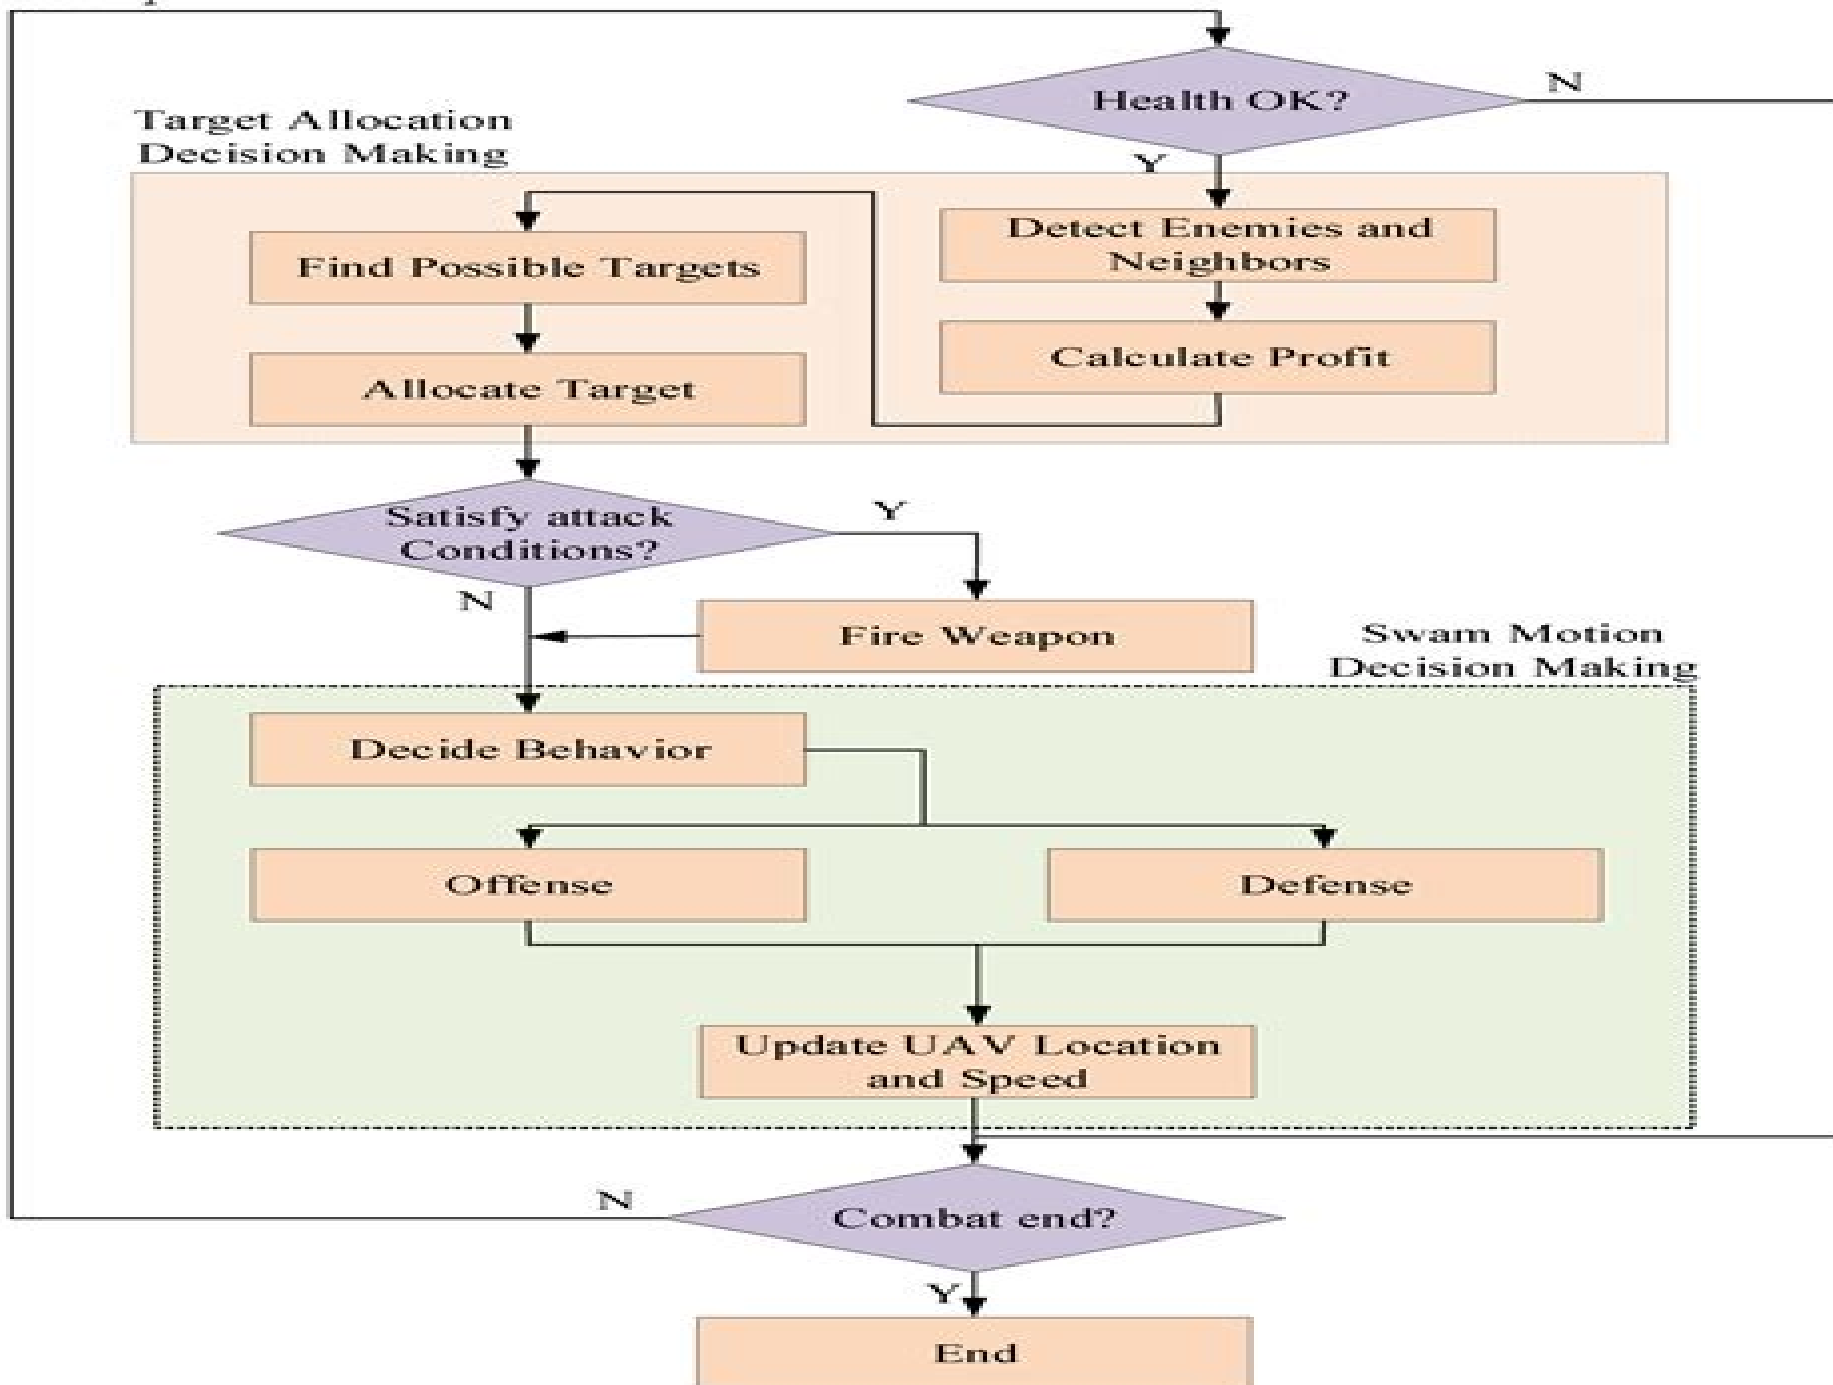 Health OK?
N
Target Allocation
Decision Making
Y
Detect Enemies and
Neighbors
Find Possible Targets
Calculate Profit
Allocate Target
Satisfy attack
Conditions?
Y
N
Fire Weapon
Swam Motion
Decision Making
Decide Behavior
Offense
Defense
Update UAV Location
and Speed
N
Combat end?
Y
End